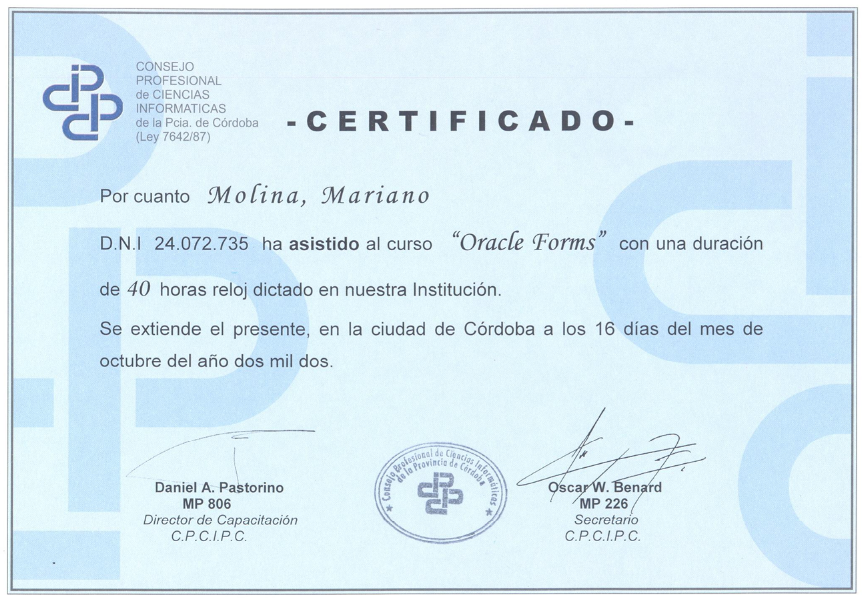 CONSEJO
PROFESIONAL
de CIENCIAS
INFORMATICAS
de la Pcia. de Córdoba
(Ley 7642/87)
-CERTIFICADO-
Por cuanto Molina, Mariano
D.N.I 24.072.735 ha asistido al curso “Oracle Forms” con una duración
de 40 horas reloj dictado en nuestra Institución.
Se extiende el presente, en la ciudad de Córdoba a los 16 días del mes de
octubre del año dos mil dos.
Daniel A. Pastorino
MP 806
Director de Capacitación
C.P.C.I.P.C.
Consejo Profesional de Ciencias Informáticas
de la Provincia de Córdoba
Oscar W. Benard
MP 226
Secretario
C.P.C.I.P.C.